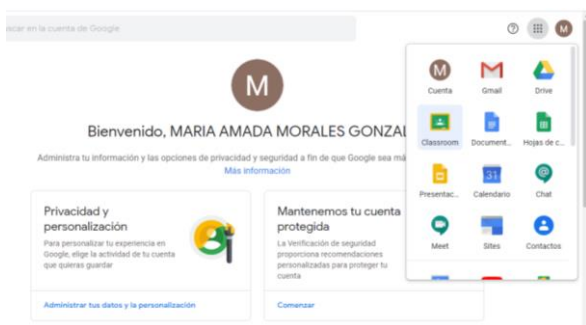 buscar en la cuenta de Google
M
M
Bienvenido, MARIA AMADA MORALES GONZAL
Administra tu información y las opciones de privacidad y seguridad a fin de que Google sea má
Más información
Privacidad y
personalización
Para personalizar tu experiencia en
Google, elige la actividad de tu cuenta
que quieras guardar
Administrar tus datos y la personalización
Mantenemos tu cuenta
protegida
La Verificación de seguridad
proporciona recomendaciones
personalizadas para proteger tu
cuenta
Comenzar
M
Cuenta
Gmail
Drive
Classroom
Document...
Hojas de c...
Presentac...
31
Calendario
Chat
Meet
Sites
Contactos